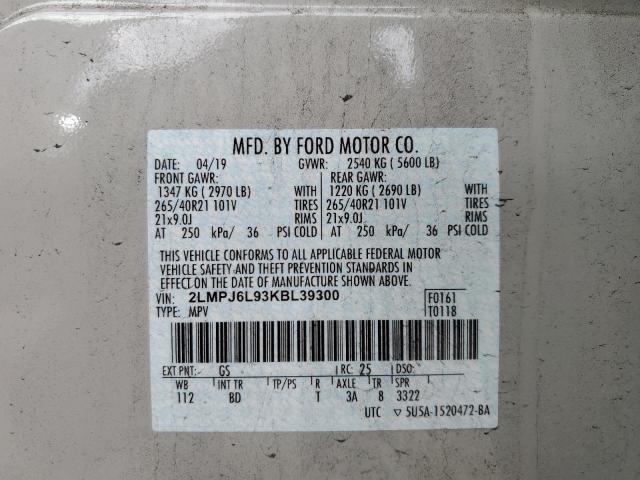 MFD. BY FORD MOTOR CO.
DATE: 04/19 GVWR: 2540 KG ( 5600 LB)
FRONT GAWR: REAR GAWR:
1347 KG ( 2970 LB) WITH 1220 KG ( 2690 LB) WITH
265/40R21 101V TIRES 265/40R21 101V TIRES
21x9.0J RIMS 21x9.0J RIMS
AT 250 kPa/ 36 PSI COLD AT 250 kPa/ 36 PSI COLD
THIS VEHICLE CONFORMS TO ALL APPLICABLE FEDERAL MOTOR
VEHICLE SAFETY AND THEFT PREVENTION STANDARDS IN
EFFECT ON THE DATE OF MANUFACTURE SHOWN ABOVE.
VIN: 2LMPJ6L93KBL39300 F0161
TYPE: MPV T0118
EXT PNT: GS RC: 25 DSO:
WB INT TR TP/PS R AXLE TR SPR
112 BD T 3A 8 3322
UTC ▽ 5U5A-1520472-BA